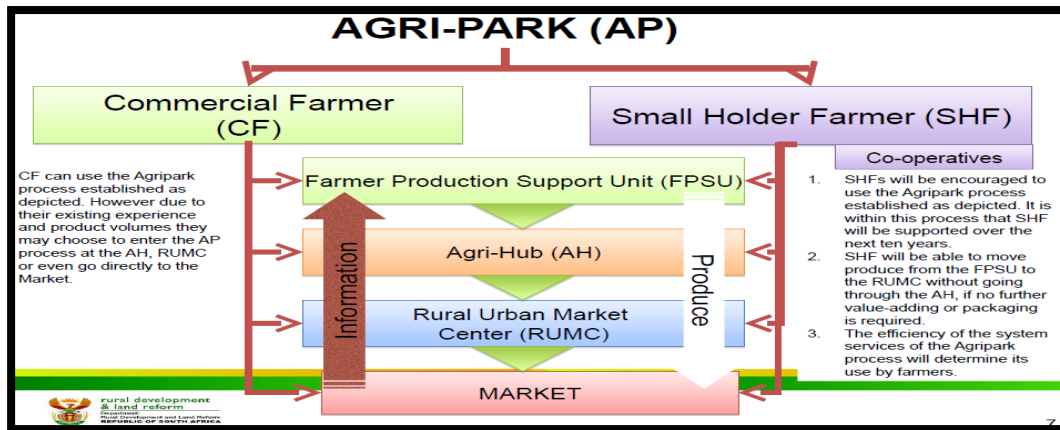 AGRI-PARK (AP)
Commercial Farmer
(CF)
Small Holder Farmer (SHF)
CF can use the Agripark
process established as
depicted. However due to
their existing experience
and product volumes they
may choose to enter the AP
process at the AH, RUMC
or even go directly to the
Market.
Farmer Production Support Unit (FPSU)
Agri-Hub (AH)
Rural Urban Market
Center (RUMC)
MARKET
Information
Produce
Co-operatives
1. SHFs will be encouraged to
use the Agripark process
established as depicted. It is
within this process that SHF
will be supported over the
next ten years.
2. SHF will be able to move
produce from the FPSU to
the RUMC without going
through the AH, if no further
value-adding or packaging
is required.
3. The efficiency of the system
services of the Agripark
process will determine its
use by farmers.
rural development
& land reform
Department:
Rural Development and Land Reform
REPUBLIC OF SOUTH AFRICA
7